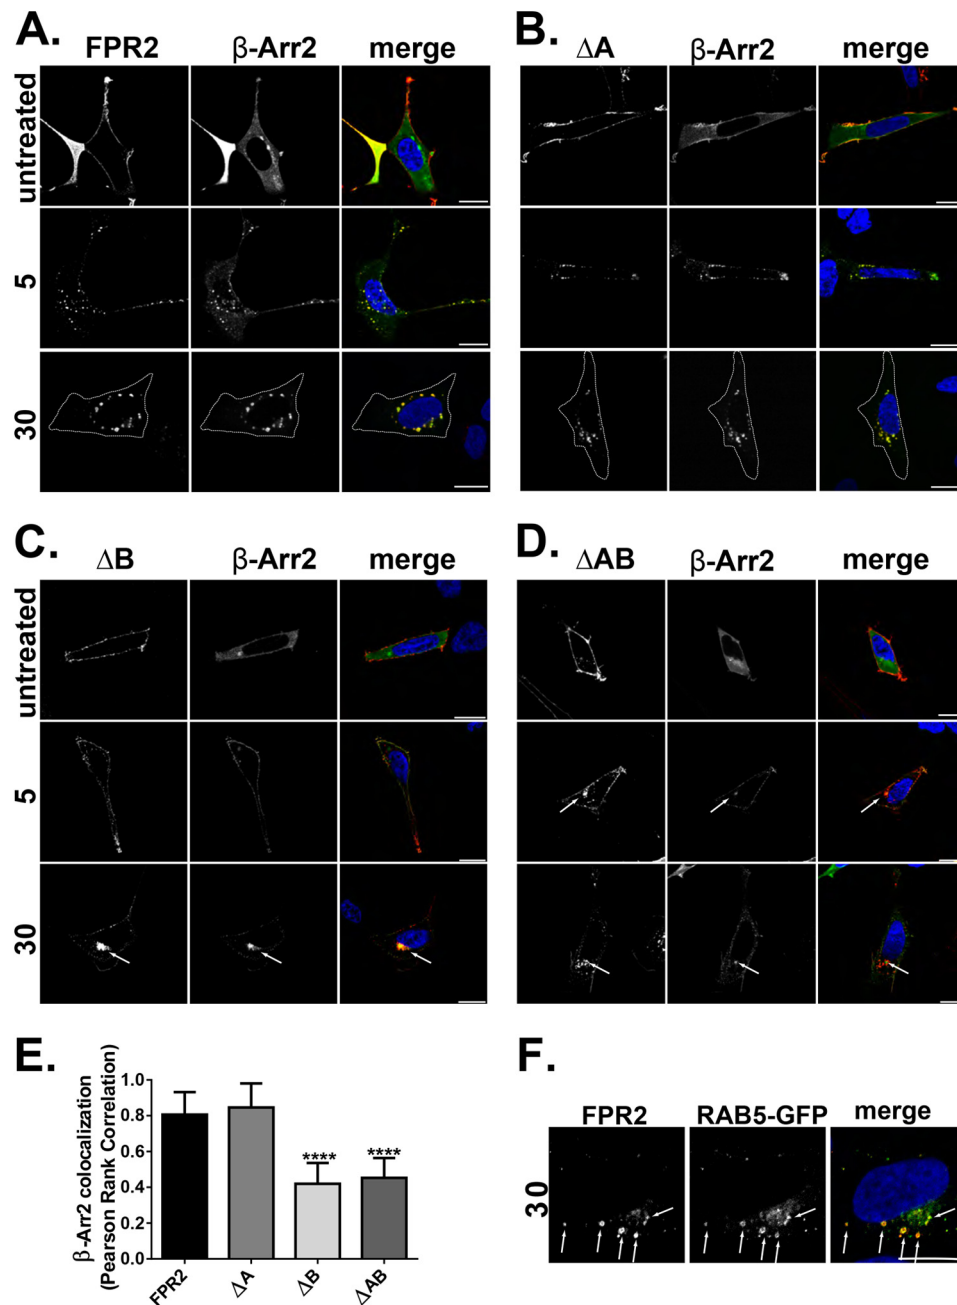 A.
FPR2 β-Arr2 merge
untreated
5
30
B.
ΔA β-Arr2 merge
C.
ΔB β-Arr2 merge
untreated
5
30
D.
ΔAB β-Arr2 merge
E.
β-Arr2 colocalization
(Pearson Rank Correlation)
1.0
0.8
0.6
0.4
0.2
0.0
**** ****
FPR2 ΔA ΔB ΔAB
F.
FPR2 RAB5-GFP merge
30